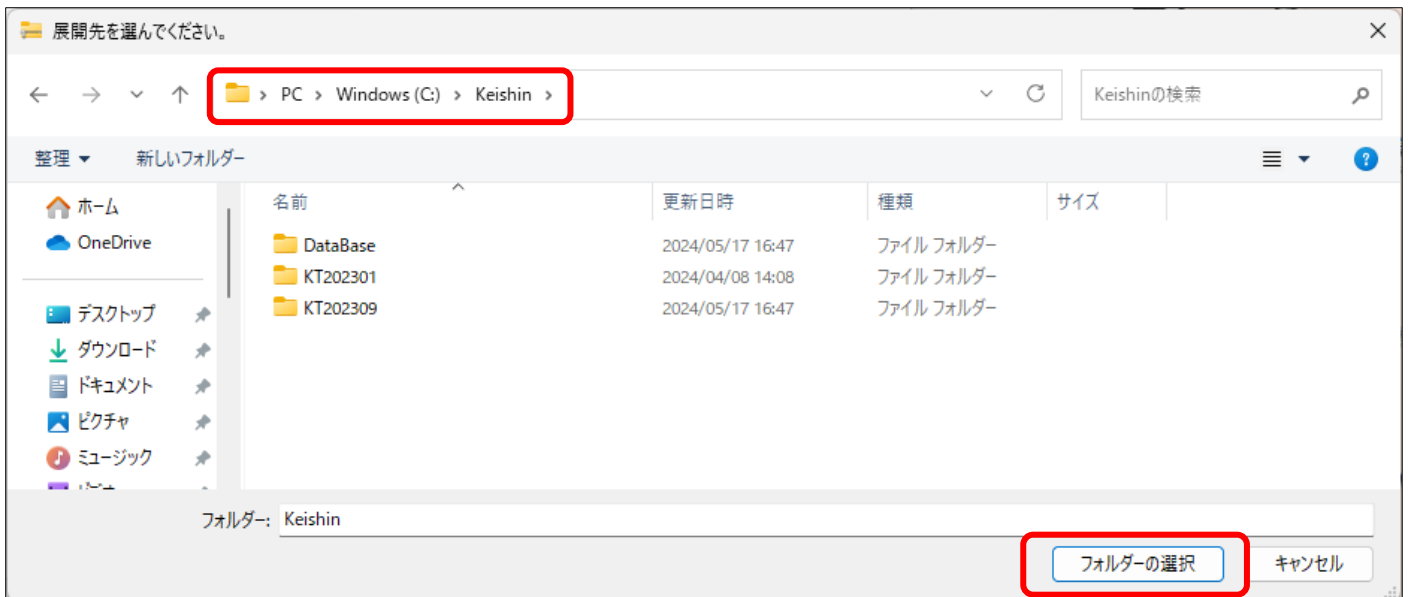 展開先を選んでください。
PC > Windows (C:) > Keishin >
Keishinの検索
整理
新しいフォルダー
名前 更新日時 種類 サイズ
ホーム
OneDrive
デスクトップ
ダウンロード
ドキュメント
ピクチャ
ミュージック
DataBase 2024/05/17 16:47 ファイル フォルダー
KT202301 2024/04/08 14:08 ファイル フォルダー
KT202309 2024/05/17 16:47 ファイル フォルダー
フォルダー: Keishin
フォルダーの選択 キャンセル